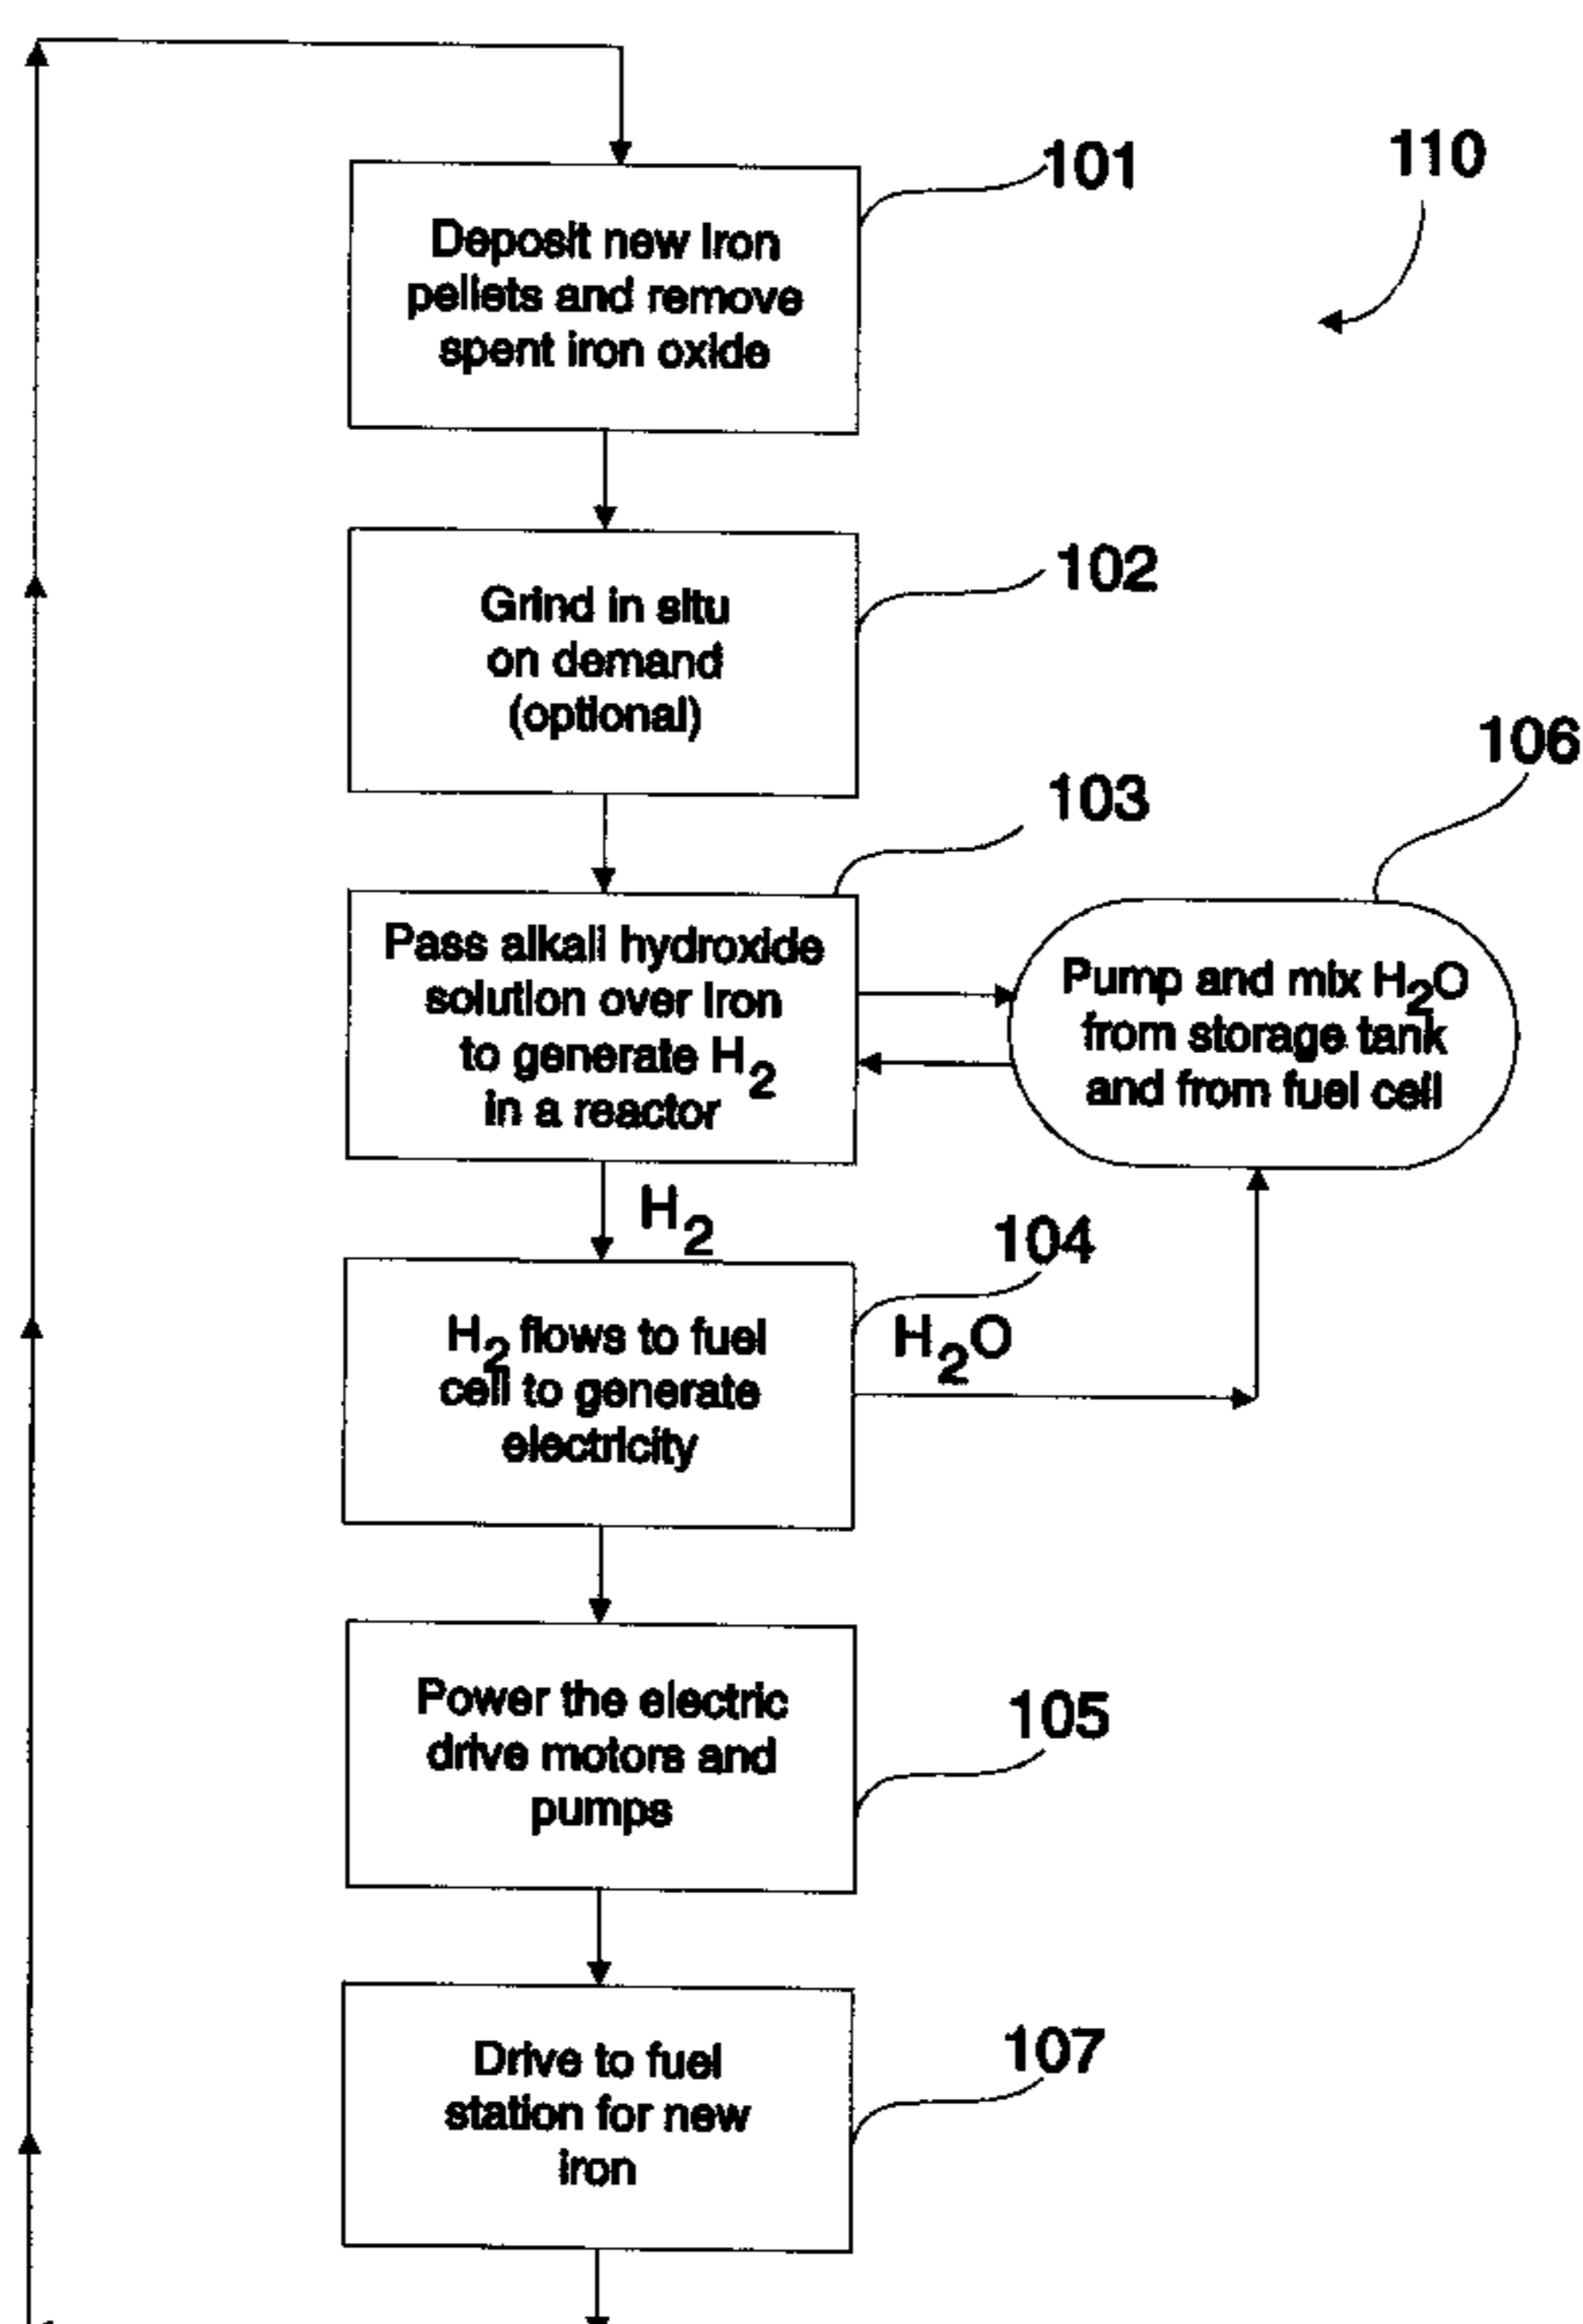 101
110
Deposit new iron
pellets and remove
spent iron oxide
102
Grind in situ
on demand
(optional)
103
106
Pass alkali hydroxide
solution over iron
to generate H2
in a reactor
Pump and mix H2O
from storage tank
and from fuel cell
H2
104
H2 flows to fuel
cell to generate
electricity
H2O
105
Power the electric
drive motors and
pumps
107
Drive to fuel
station for new
iron